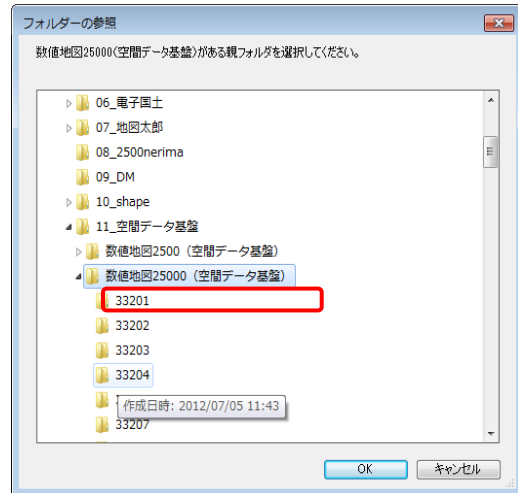 フォルダーの参照
数値地図25000(空間データ基盤)がある親フォルダを選択してください。
06_電子国土
07_地図太郎
08_2500nerima
09_DM
10_shape
11_空間データ基盤
数値地図2500（空間データ基盤）
数値地図25000（空間データ基盤）
33201
33202
33203
33204
作成日時: 2012/07/05 11:43
33207
OK
キャンセル